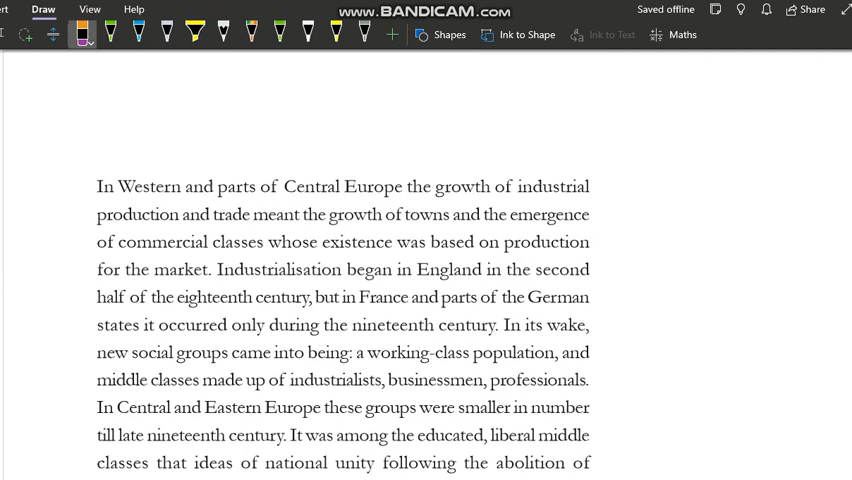 www.BANDICAM.com
rt Draw View Help Saved offline Share
Shapes Ink to Shape Ink to Text Maths
In Western and parts of Central Europe the growth of industrial
production and trade meant the growth of towns and the emergence
of commercial classes whose existence was based on production
for the market. Industrialisation began in England in the second
half of the eighteenth century, but in France and parts of the German
states it occurred only during the nineteenth century. In its wake,
new social groups came into being: a working-class population, and
middle classes made up of industrialists, businessmen, professionals.
In Central and Eastern Europe these groups were smaller in number
till late nineteenth century. It was among the educated, liberal middle
classes that ideas of national unity following the abolition of